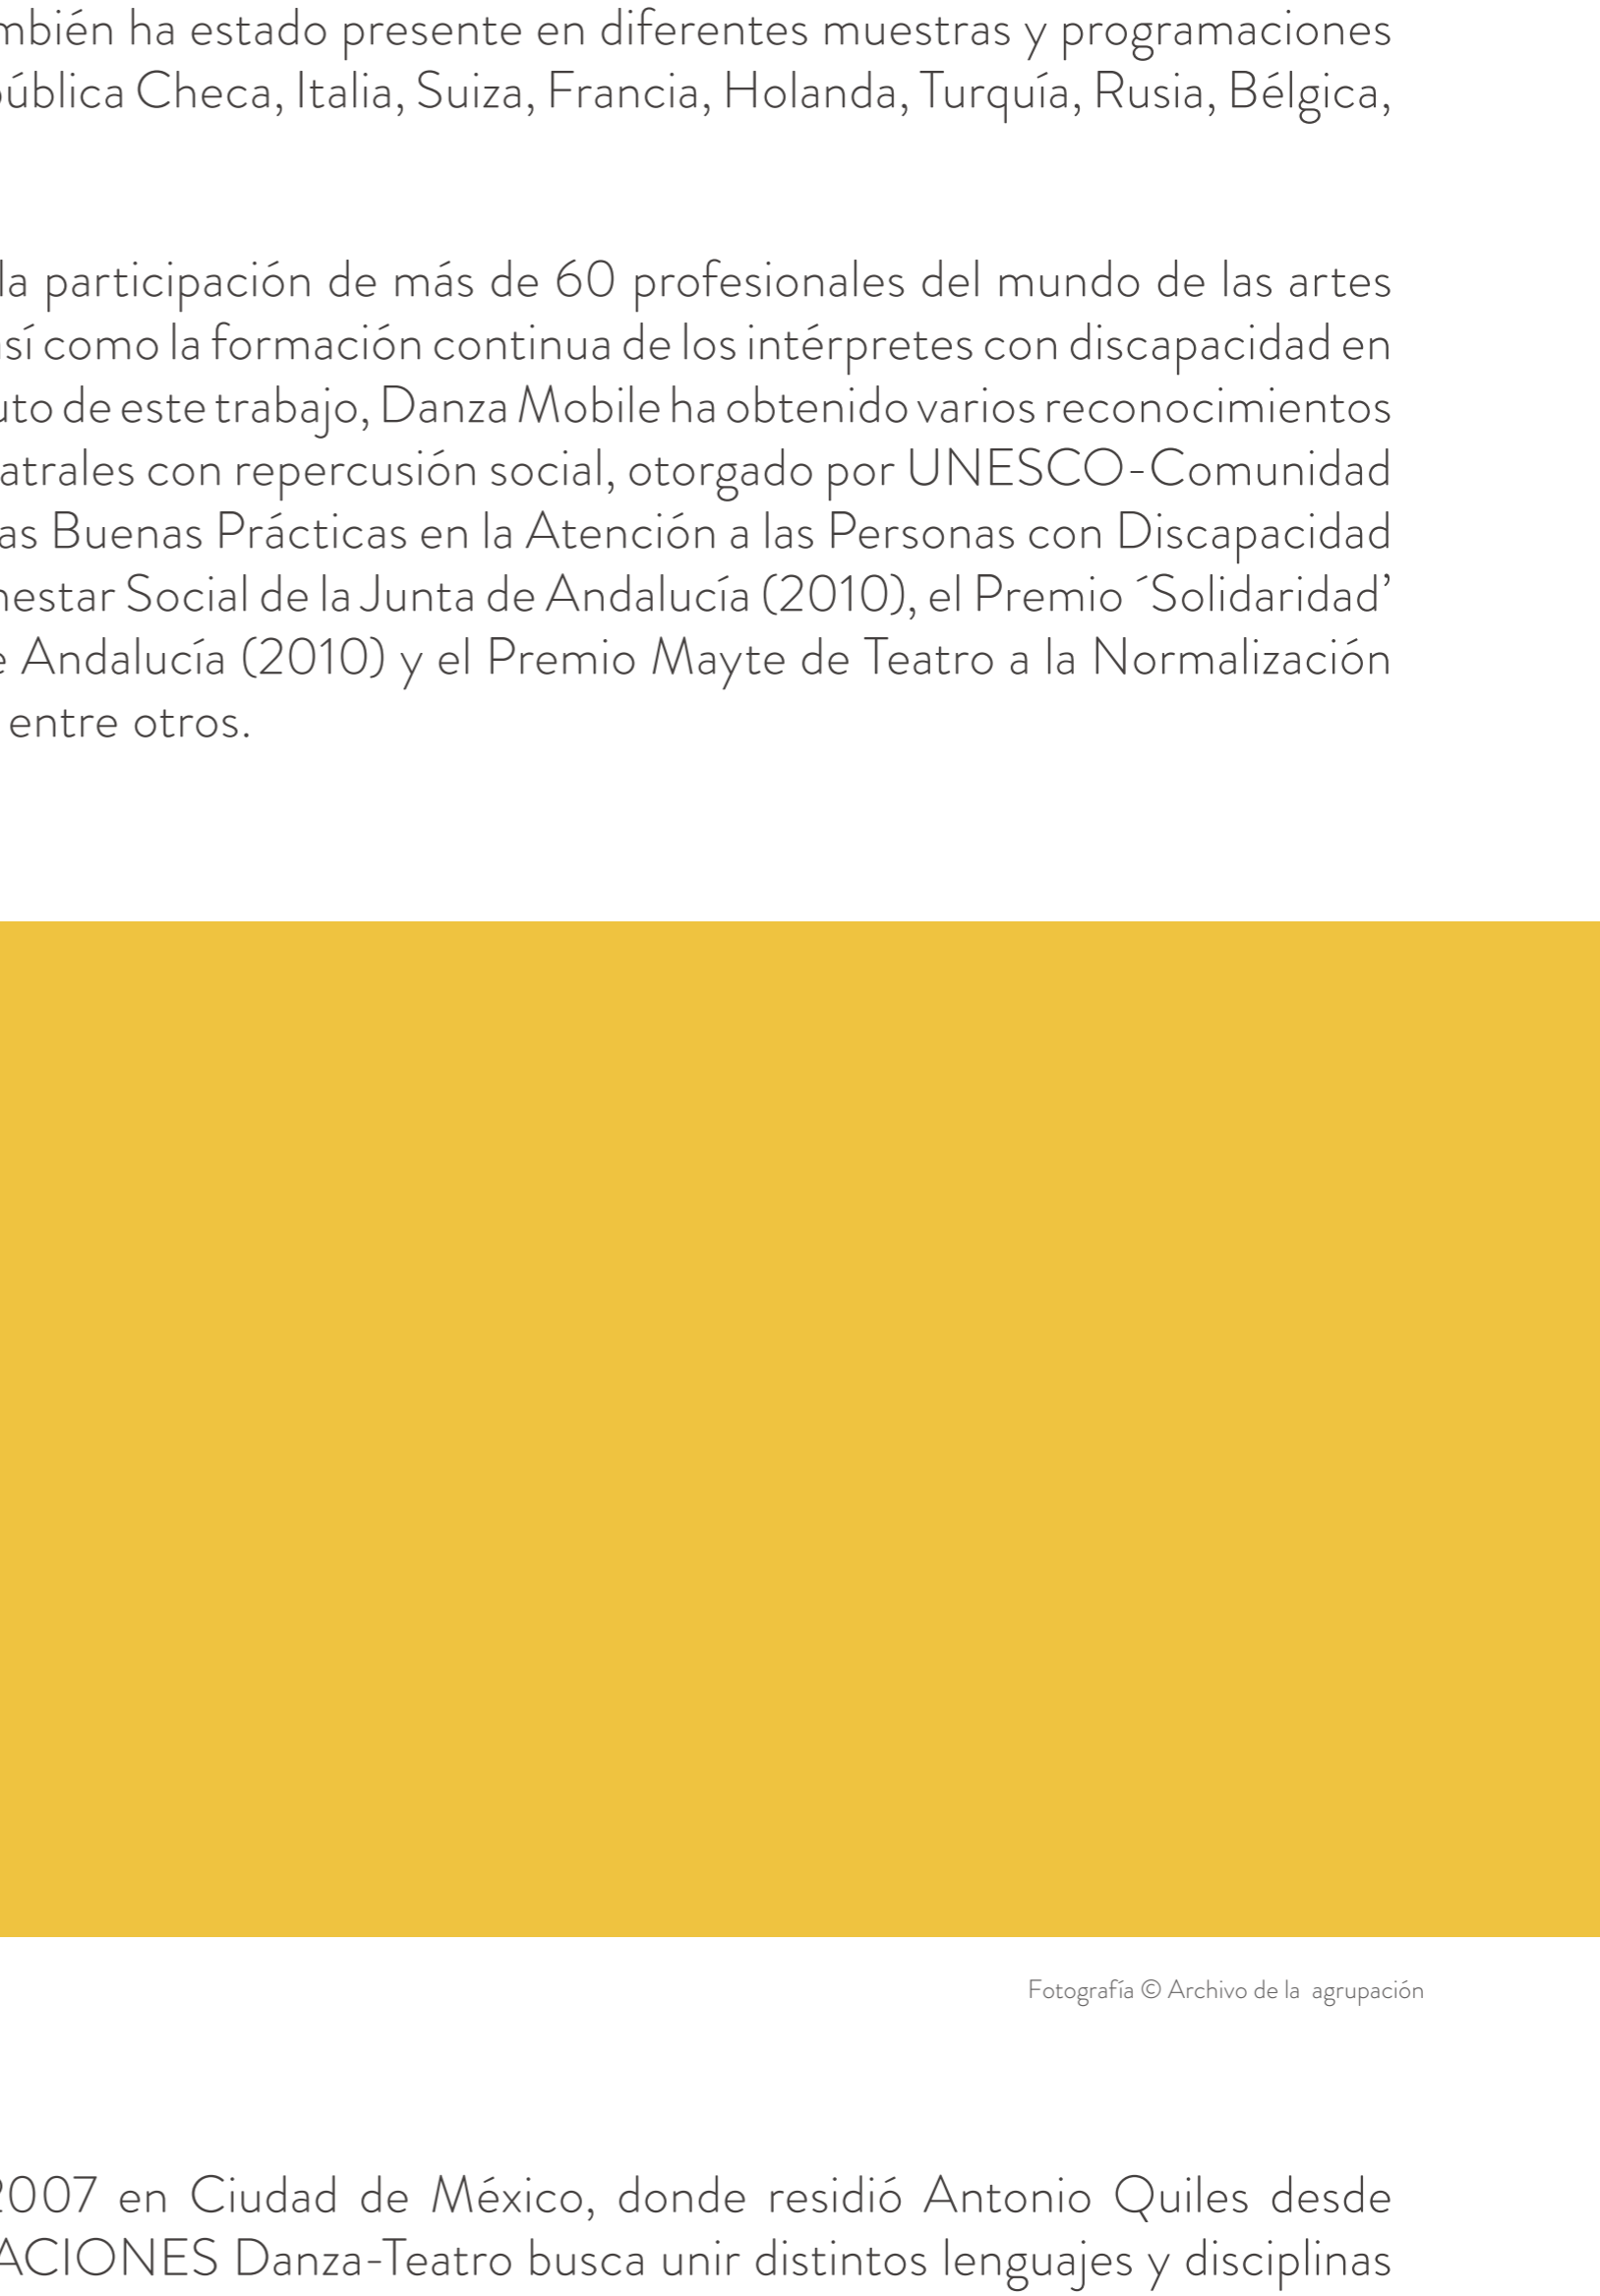 mbién ha estado presente en diferentes muestras y programaciones
pública Checa, Italia, Suiza, Francia, Holanda, Turquía, Rusia, Bélgica,
la participación de más de 60 profesionales del mundo de las artes
así como la formación continua de los intérpretes con discapacidad en
uto de este trabajo, Danza Mobile ha obtenido varios reconocimientos
atrales con repercusión social, otorgado por UNESCO-Comunidad
as Buenas Prácticas en la Atención a las Personas con Discapacidad
nestar Social de la Junta de Andalucía (2010), el Premio ´Solidaridad’
e Andalucía (2010) y el Premio Mayte de Teatro a la Normalización
entre otros.
Fotografía © Archivo de la agrupación
2007 en Ciudad de México, donde residió Antonio Quiles desde
ACIONES Danza-Teatro busca unir distintos lenguajes y disciplinas